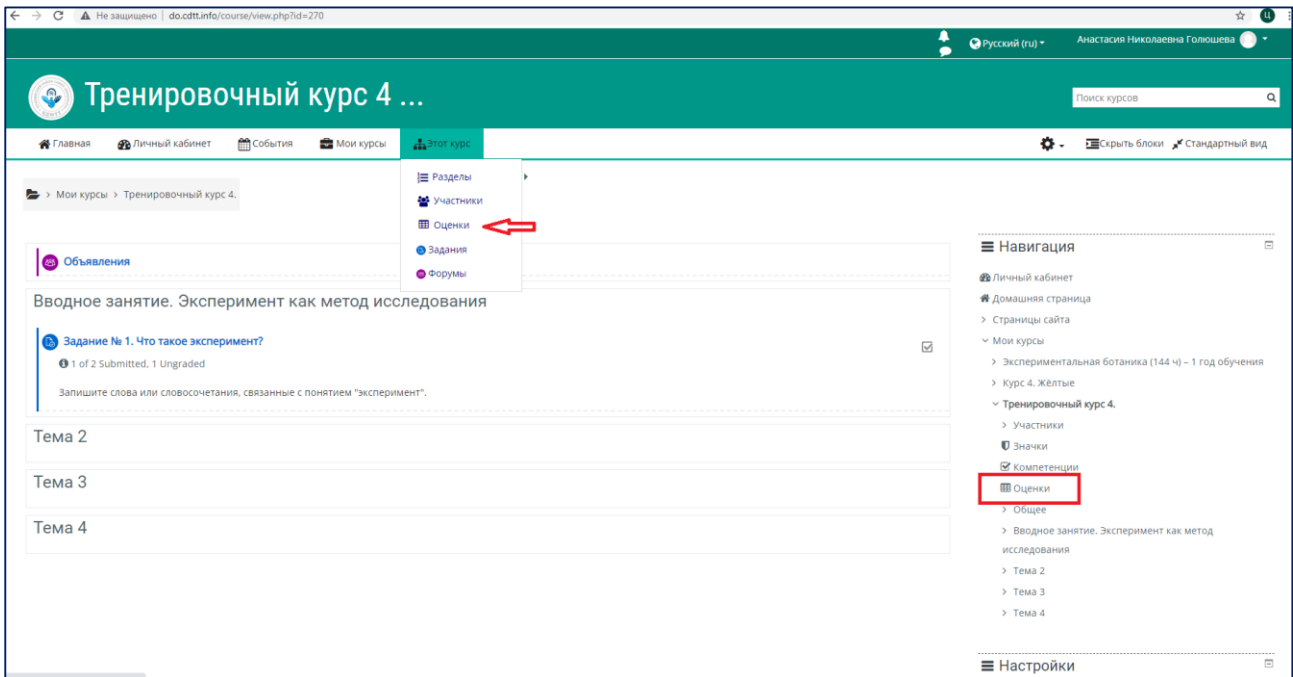 Не защищено | do.cdtt.info/course/view.php?id=270
Ц
Русский (ru)
Анастасия Николаевна Голюшева
Тренировочный курс 4 ...
Поиск курсов
Главная Личный кабинет События Мои курсы Этот курс Скрыть блоки Стандартный вид
Разделы
Участники
Оценки
Задания
Форумы
> Мои курсы > Тренировочный курс 4.
Объявления
Вводное занятие. Эксперимент как метод исследования
Задание № 1. Что такое эксперимент?
1 of 2 Submitted, 1 Ungraded
Запишите слова или словосочетания, связанные с понятием "эксперимент".
Тема 2
Тема 3
Тема 4
Навигация
Личный кабинет
Домашняя страница
Страницы сайта
Мои курсы
Экспериментальная ботаника (144 ч) – 1 год обучения
Курс 4. Жёлтые
Тренировочный курс 4.
Участники
Значки
Компетенции
Оценки
Общее
Вводное занятие. Эксперимент как метод
исследования
Тема 2
Тема 3
Тема 4
Настройки